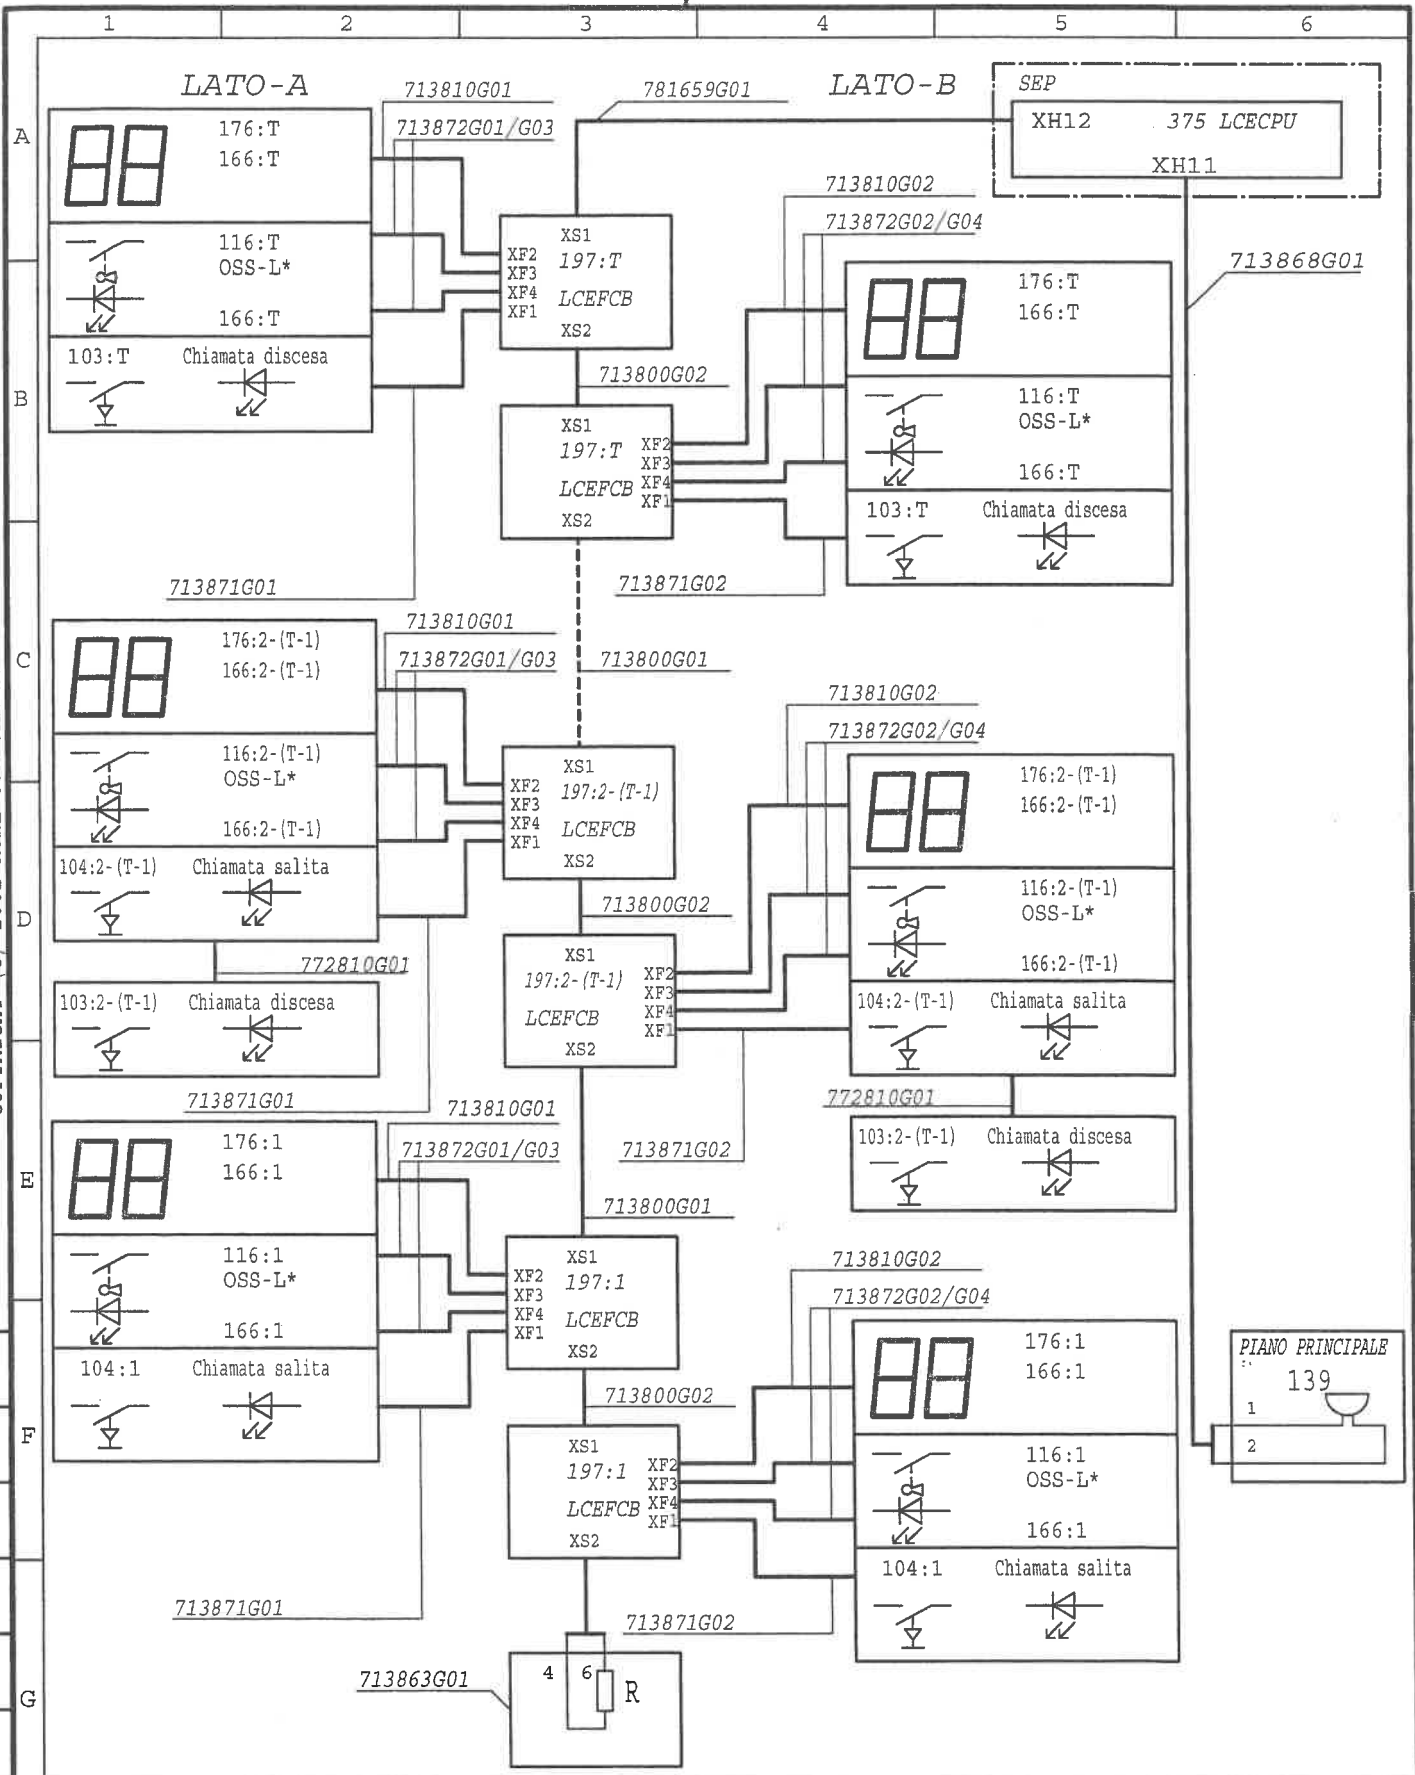 1 2 3 4 5 6
A
B
C
D
E
F
G
LATO-A
LATO-B
713810G01
713872G01/G03
781659G01
SEP
XH12 375 LCECPU
XH11
713868G01
176:T
166:T
116:T
OSS-L*
166:T
103:T Chiamata discesa
713871G01
XS1
197:T
XF2
XF3
XF4
XF1
LCEFCB
XS2
713800G02
713810G02
713872G02/G04
XS1
197:T
LCEFCB
XS2
XF2
XF3
XF4
XF1
176:T
166:T
116:T
OSS-L*
166:T
103:T Chiamata discesa
713871G02
713800G01
713810G01
713872G01/G03
176:2-(T-1)
166:2-(T-1)
116:2-(T-1)
OSS-L*
166:2-(T-1)
104:2-(T-1) Chiamata salita
772810G01
103:2-(T-1) Chiamata discesa
713871G01
XS1
197:2-(T-1)
XF2
XF3
XF4
XF1
LCEFCB
XS2
713800G02
713810G02
713872G02/G04
XS1
197:2-(T-1)
LCEFCB
XS2
XF2
XF3
XF4
XF1
176:2-(T-1)
166:2-(T-1)
116:2-(T-1)
OSS-L*
166:2-(T-1)
104:2-(T-1) Chiamata salita
772810G01
103:2-(T-1) Chiamata discesa
713871G02
713800G01
713810G01
713872G01/G03
176:1
166:1
116:1
OSS-L*
166:1
104:1 Chiamata salita
713871G01
XS1
197:1
XF2
XF3
XF4
XF1
LCEFCB
XS2
713800G02
713810G02
713872G02/G04
XS1
197:1
LCEFCB
XS2
XF2
XF3
XF4
XF1
176:1
166:1
116:1
OSS-L*
166:1
104:1 Chiamata salita
713871G02
PIANO PRINCIPALE
139
1
2
713863G01
4 6 R